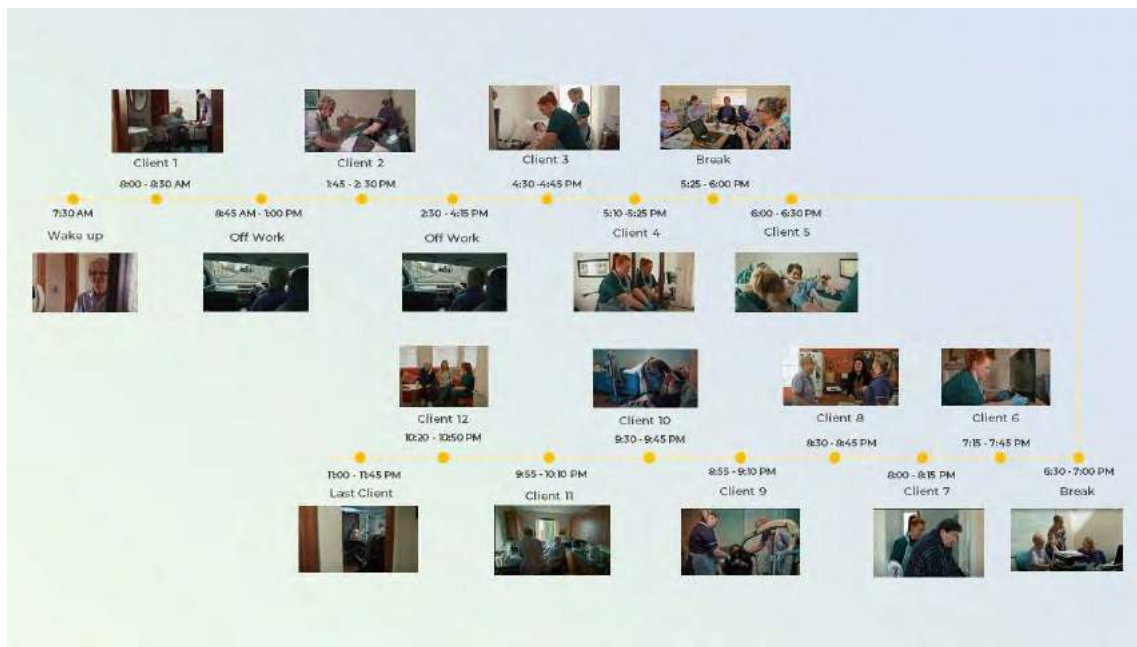 Client 1
8:00 - 8:30 AM
Client 2
1:45 - 2: 30 PM
Client 3
4:30 -4:45 PM
Break
5:25 - 6:00 PM
7:30 AM
Wake up
8:45 AM - 1:00 PM
Off Work
2:30 - 4:15 PM
Off Work
5:10 -5:25 PM
Client 4
6:00 - 6:30 PM
Client 5
Client 12
10:20 - 10:50 PM
Client 10
9:30 - 9:45 PM
Client 8
8:30 - 8:45 PM
Client 6
7:15 - 7:45 PM
11:00 - 11:45 PM
Last Client
9:55 - 10:10 PM
Client 11
8:55 - 9:10 PM
Client 9
8:00 - 8:15 PM
Client 7
6:30 - 7:00 PM
Break